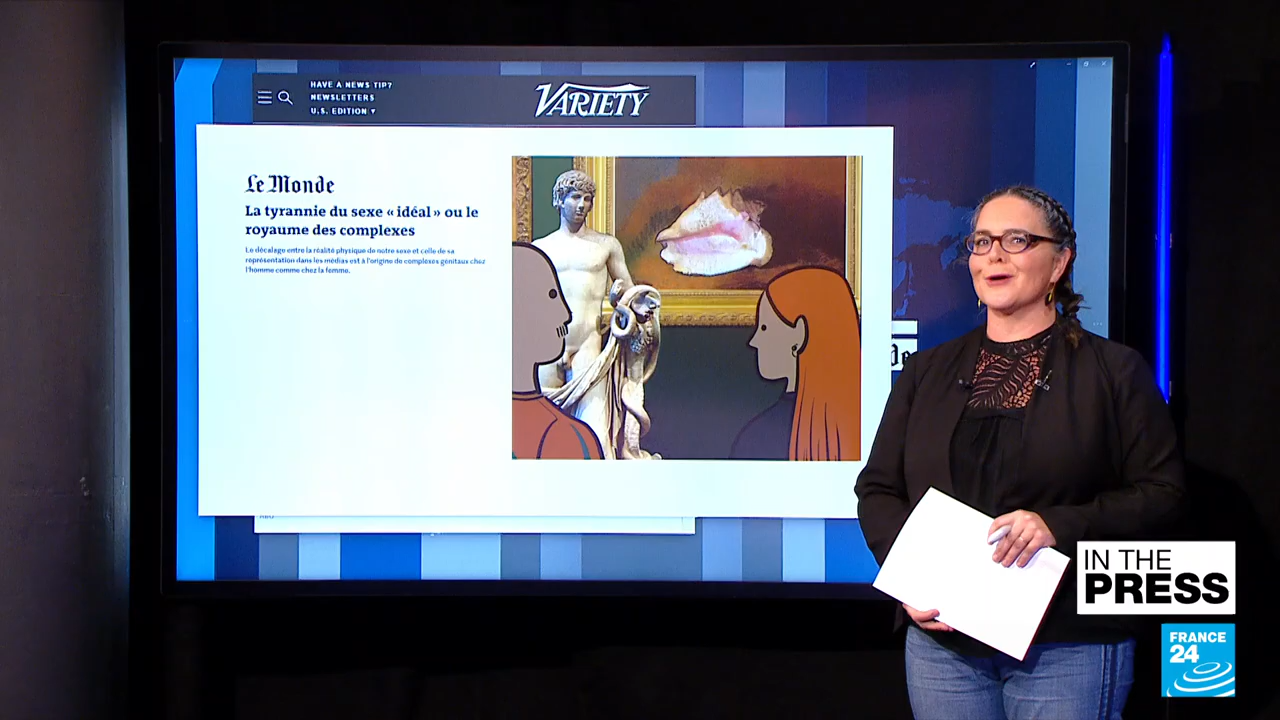 HAVE A NEWS TIP?
NEWSLETTERS
U.S. EDITION
VARIETY
Le Monde
La tyrannie du sexe « idéal » ou le
royaume des complexes
Le décalage entre la réalité physique de notre sexe et celle de sa
représentation dans les médias est à l'origine de complexes génitaux chez
l'homme comme chez la femme.
IN THE
PRESS
FRANCE
24